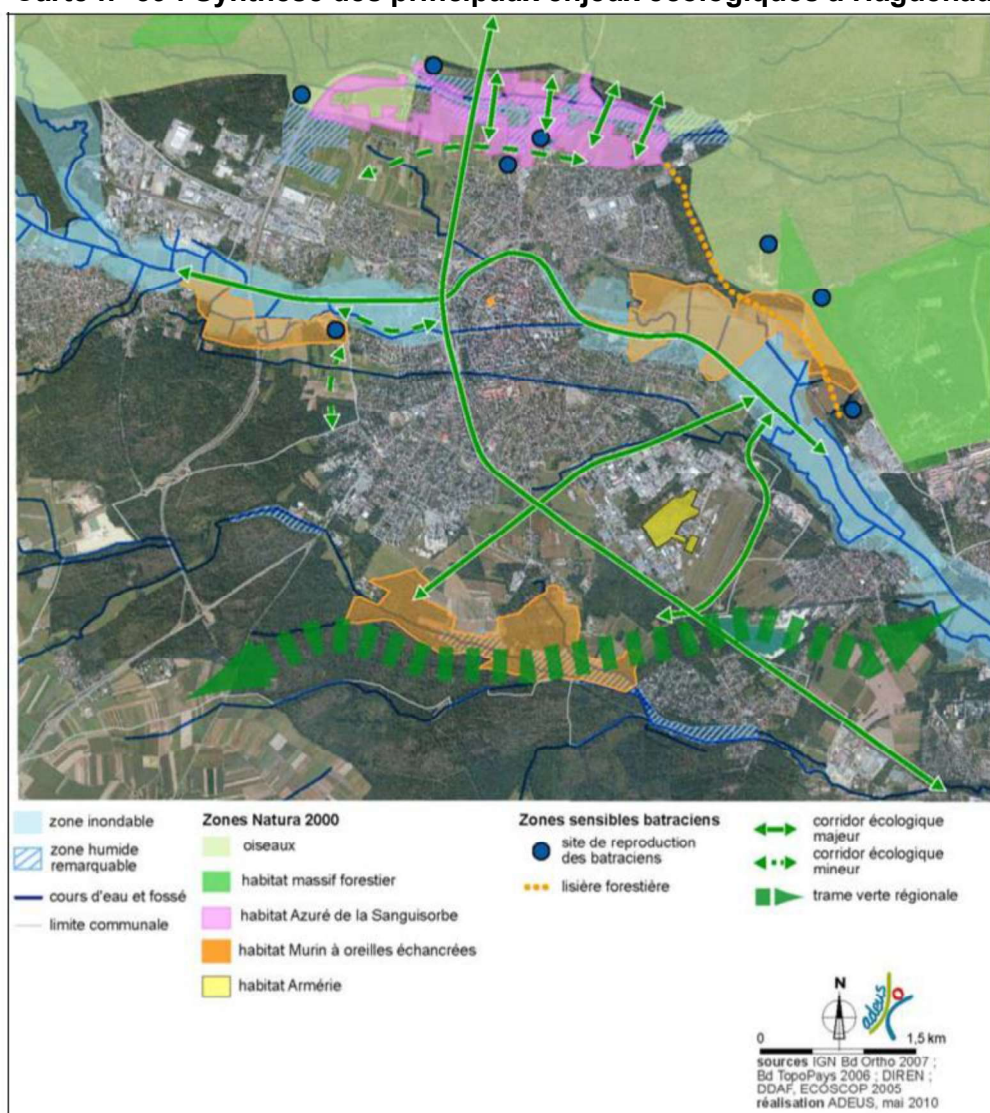 Synthèse des principaux enjeux écologiques à Haguenau
zone inondable
zone humide
remarquable
cours d'eau et fossé
limite communale
Zones Natura 2000
oiseaux
habitat massif forestier
habitat Azuré de la Sanguisorbe
habitat Murin à oreilles échancrées
habitat Armérie
Zones sensibles batraciens
site de reproduction
des batraciens
lisière forestière
corridor écologique
majeur
corridor écologique
mineur
trame verte régionale
N
adeus
0 1,5 km
sources IGN Bd Ortho 2007 ;
Bd TopoPays 2006 ; DIREN ;
DDAF, ECOSCOP 2005
réalisation ADEUS, mai 2010